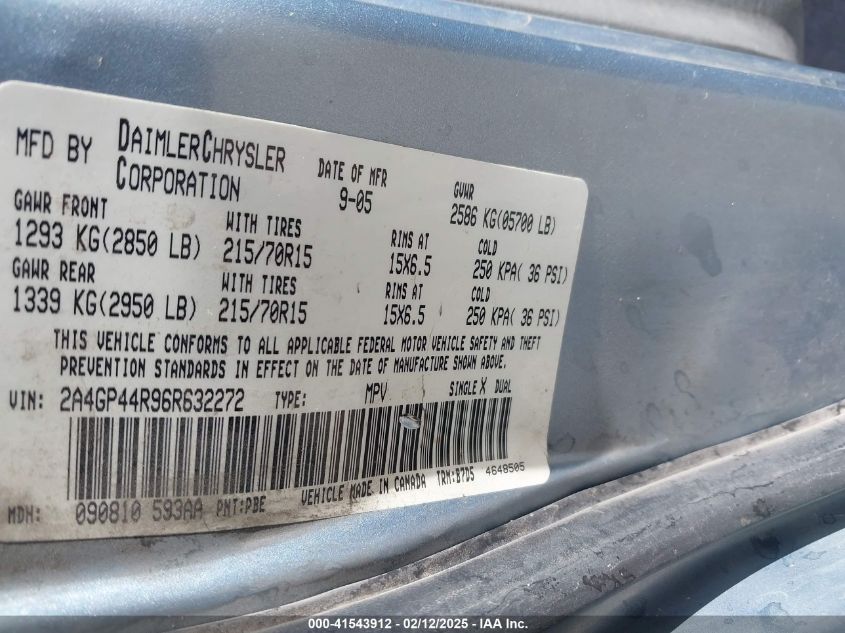 MFD BY DAIMLERCHRYSLER CORPORATION DATE OF MFR 9-05 GVWR 2586 KG(05700 LB)
GAWR FRONT WITH TIRES RIMS AT COLD
1293 KG(2850 LB) 215/70R15 15X6.5 250 KPA( 36 PSI)
GAWR REAR WITH TIRES RIMS AT COLD
1339 KG(2950 LB) 215/70R15 15X6.5 250 KPA( 36 PSI)
THIS VEHICLE CONFORMS TO ALL APPLICABLE FEDERAL MOTOR VEHICLE SAFETY AND THEFT
PREVENTION STANDARDS IN EFFECT ON THE DATE OF MANUFACTURE SHOWN ABOVE.
VIN: 2A4GP44R96R632272 TYPE: MPV SINGLE X DUAL
MDH: 090810 593AA PNT:PBE VEHICLE MADE IN CANADA TRM:B7D5 4648505
000-41543912 / 02/12/2025 - IAA Inc.